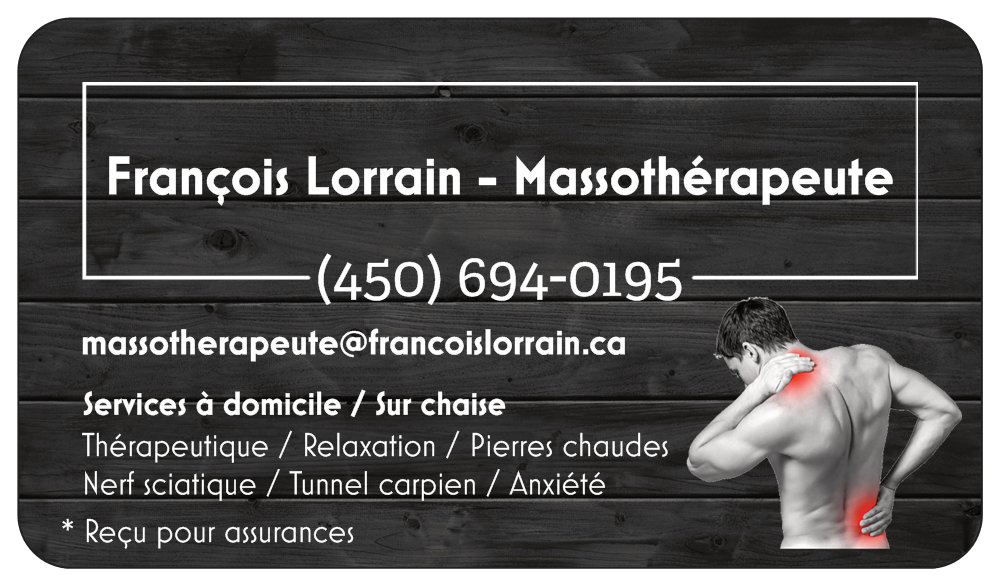 François Lorrain - Massothérapeute
(450) 694-0195
massotherapeute@francoislorrain.ca
Services à domicile / Sur chaise
Thérapeutique / Relaxation / Pierres chaudes
Nerf sciatique / Tunnel carpien / Anxiété
* Reçu pour assurances